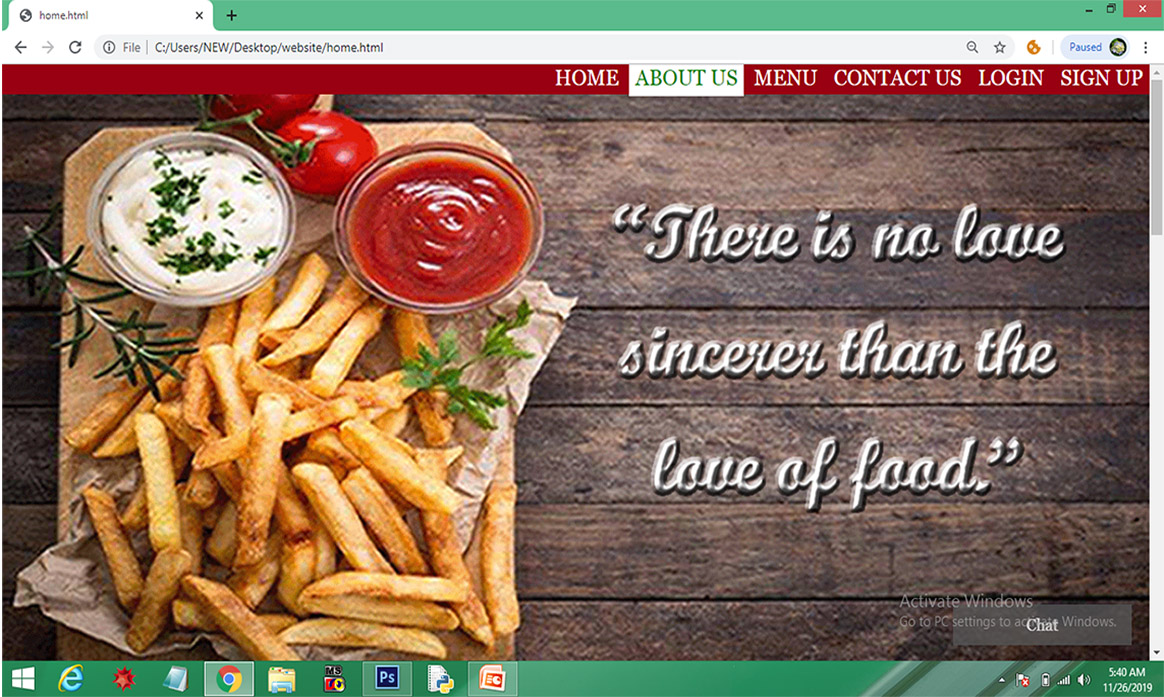 home.html
File
C:/Users/NEW/Desktop/website/home.html
Paused
HOME ABOUT US MENU CONTACT US LOGIN SIGN UP
“There is no love
sincerer than the
love of food.”
Activate Windows
Go to PC settings to activate Windows.
Chat
MS
Ps
5:40 AM
11/26/2019